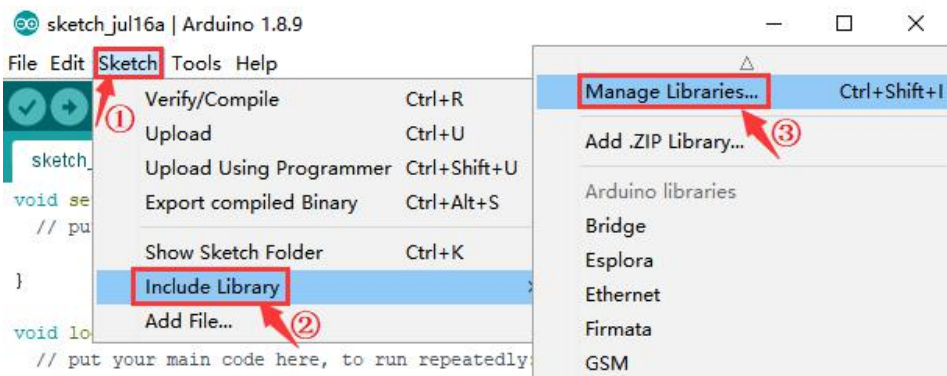 sketch_jul16a | Arduino 1.8.9
File Edit Sketch Tools Help
①
Verify/Compile Ctrl+R
Upload Ctrl+U
Upload Using Programmer Ctrl+Shift+U
Export compiled Binary Ctrl+Alt+S
Show Sketch Folder Ctrl+K
Include Library
Add File...
②
sketch_
void se
// pu
}
void lo
// put your main code here, to run repeatedly:
Manage Libraries... Ctrl+Shift+I
③
Add .ZIP Library...
Arduino libraries
Bridge
Esplora
Ethernet
Firmata
GSM